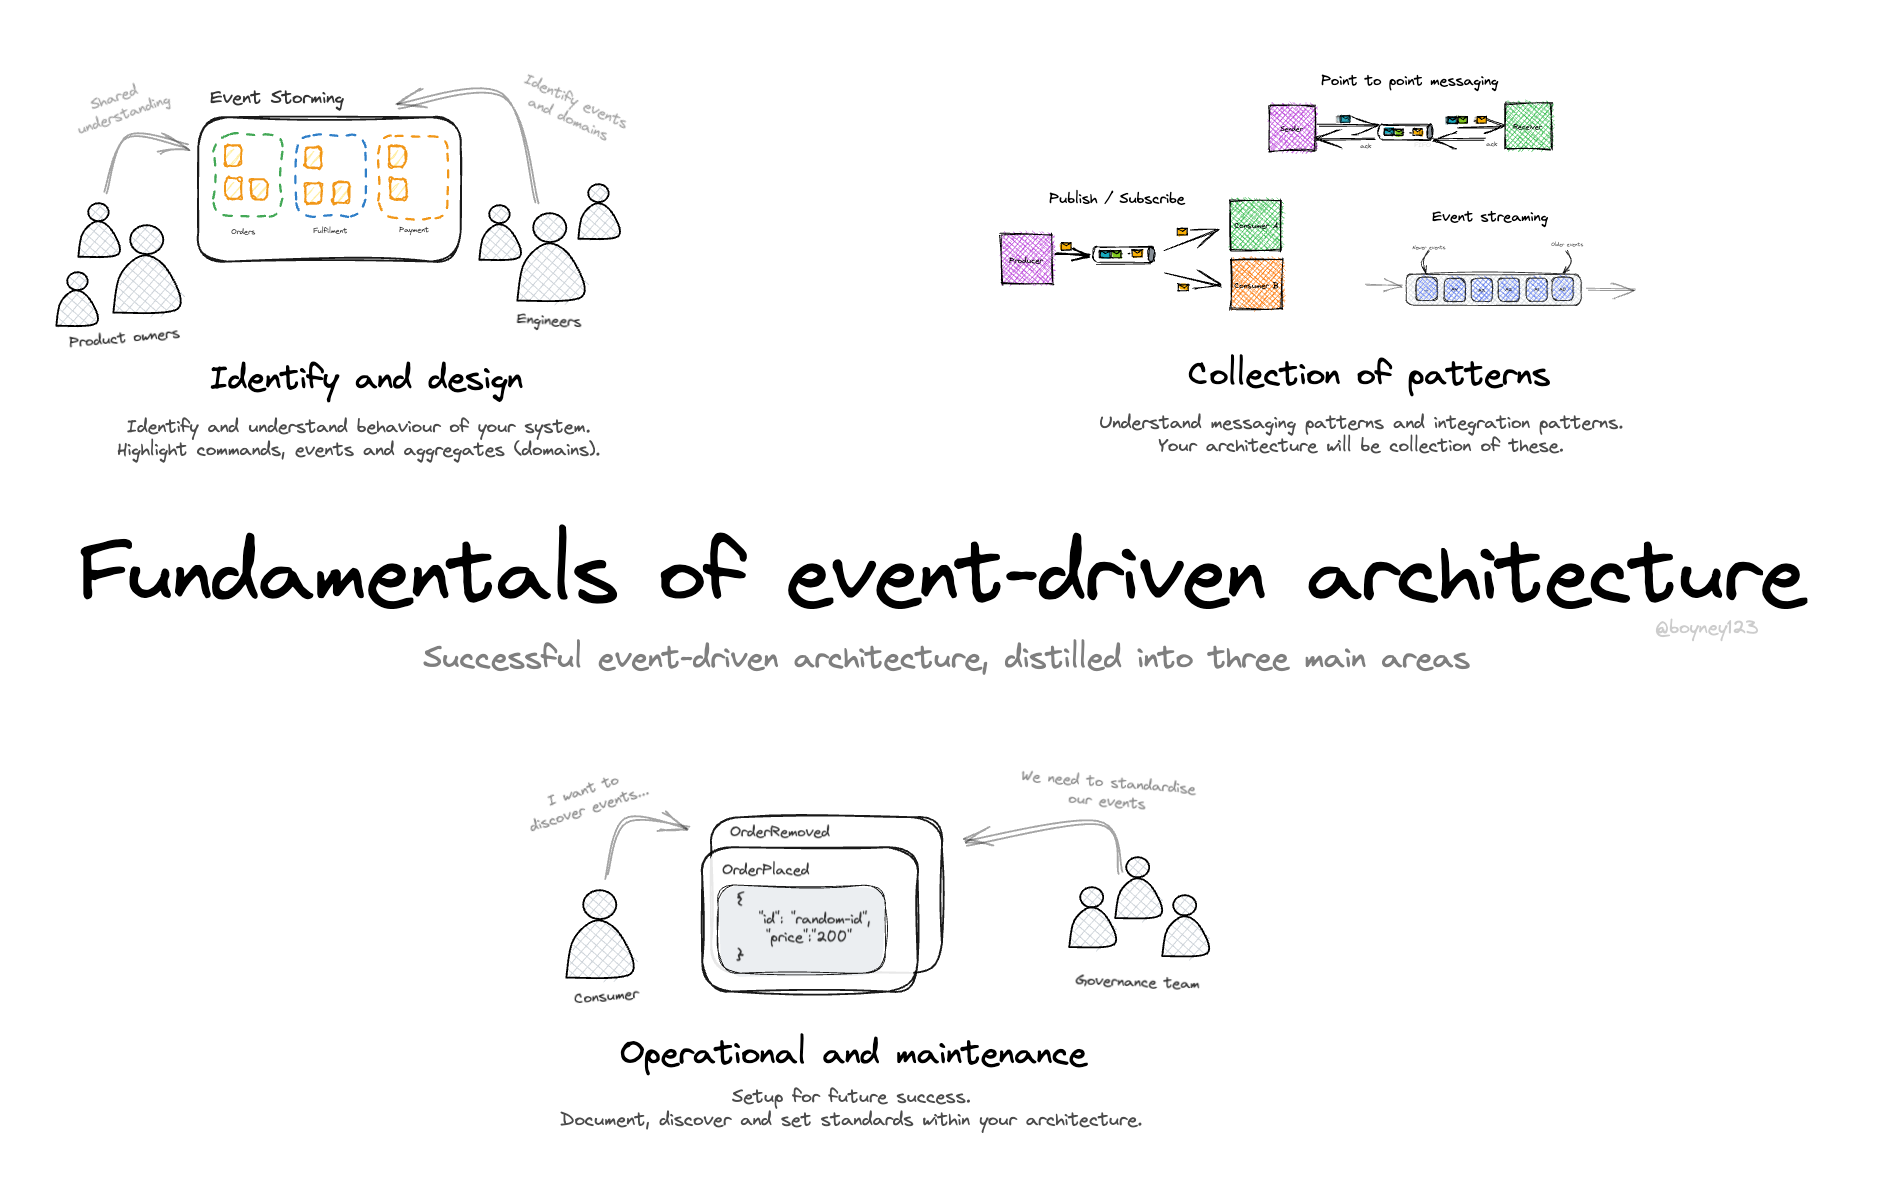 Shared
understanding
Event Storming
Identify events
and domains
Orders
Fulfilment
Payment
Product owners
Engineers
Identify and design
Identify and understand behaviour of your system.
Highlight commands, events and aggregates (domains).
Point to point messaging
Sender
ack
ack
Receiver
Publish / Subscribe
Producer
Consumer A
Consumer B
Event streaming
Newer events
Older events
Collection of patterns
Understand messaging patterns and integration patterns.
Your architecture will be collection of these.
Fundamentals of event-driven architecture
@boyney123
Successful event-driven architecture, distilled into three main areas
I want to
discover events...
We need to standardise
our events
OrderRemoved
OrderPlaced
{
"id": "random-id",
"price":"200"
}
Consumer
Governance team
Operational and maintenance
Setup for future success.
Document, discover and set standards within your architecture.